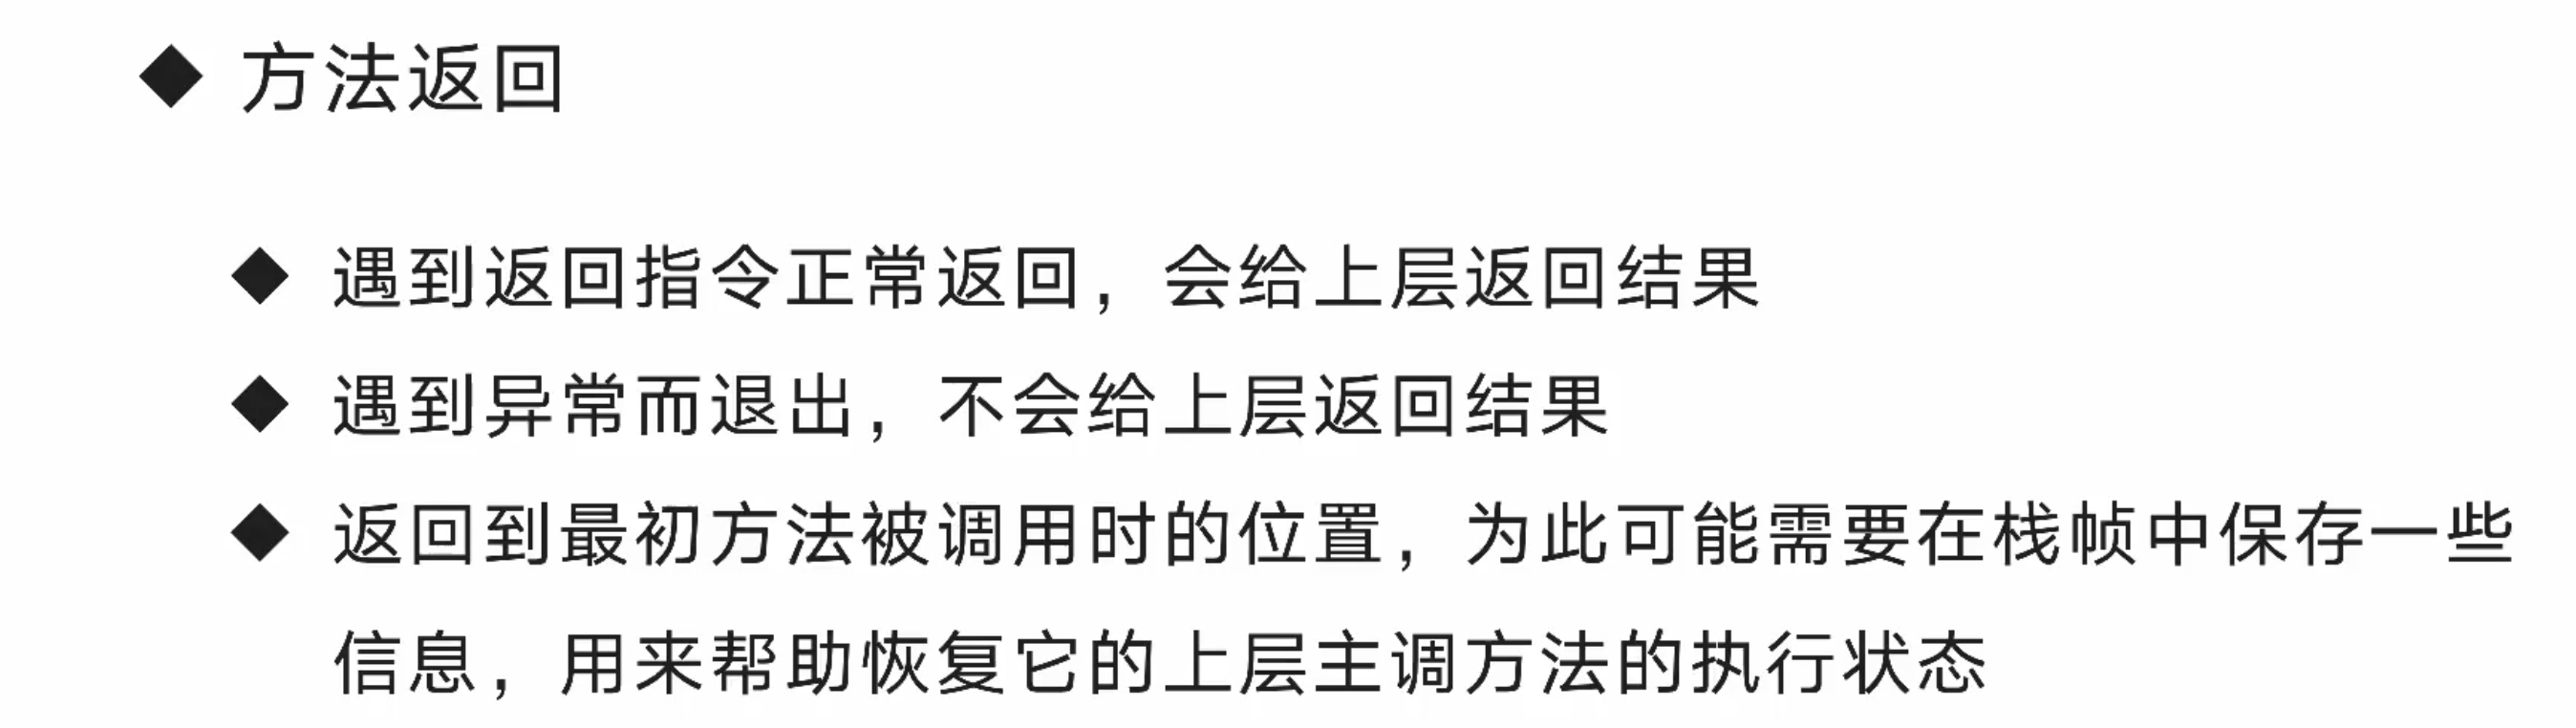 ◆ 方法返回
◆ 遇到返回指令正常返回，会给上层返回结果
◆ 遇到异常而退出，不会给上层返回结果
◆ 返回到最初方法被调用时的位置，为此可能需要在栈帧中保存一些
信息，用来帮助恢复它的上层主调方法的执行状态